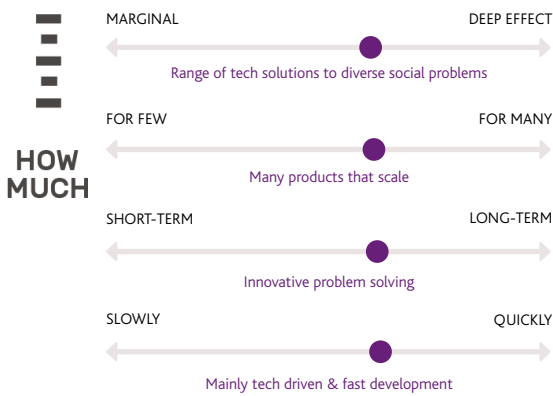 MARGINAL DEEP EFFECT
Range of tech solutions to diverse social problems
FOR FEW FOR MANY
HOW
MUCH
Many products that scale
SHORT-TERM LONG-TERM
Innovative problem solving
SLOWLY QUICKLY
Mainly tech driven & fast development